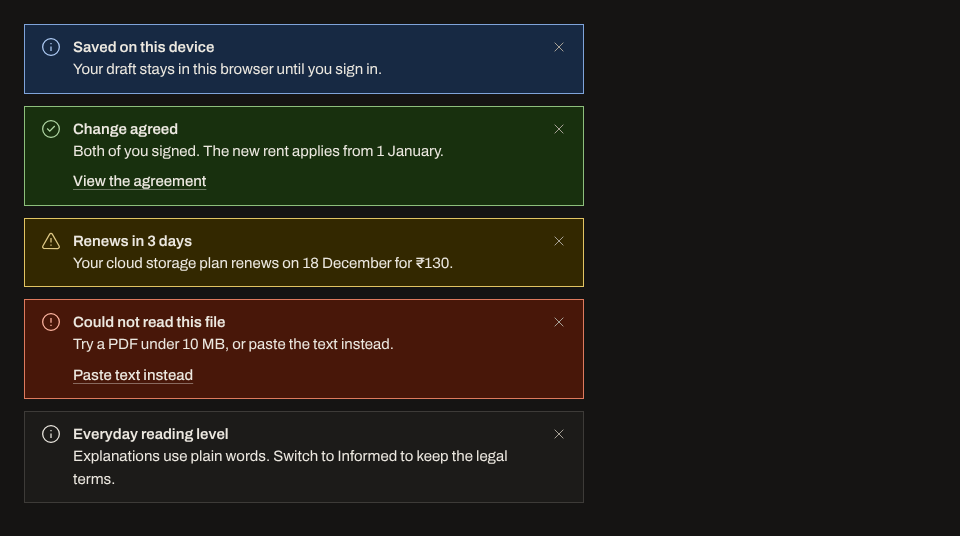 Saved on this device
Your draft stays in this browser until you sign in.
Change agreed
Both of you signed. The new rent applies from 1 January.
View the agreement
Renews in 3 days
Your cloud storage plan renews on 18 December for ₹130.
Could not read this file
Try a PDF under 10 MB, or paste the text instead.
Paste text instead
Everyday reading level
Explanations use plain words. Switch to Informed to keep the legal
terms.